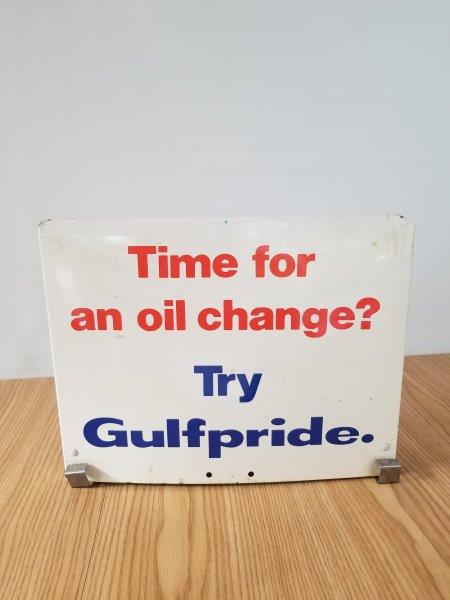 Time for
an oil change?
Try
Gulfpride.